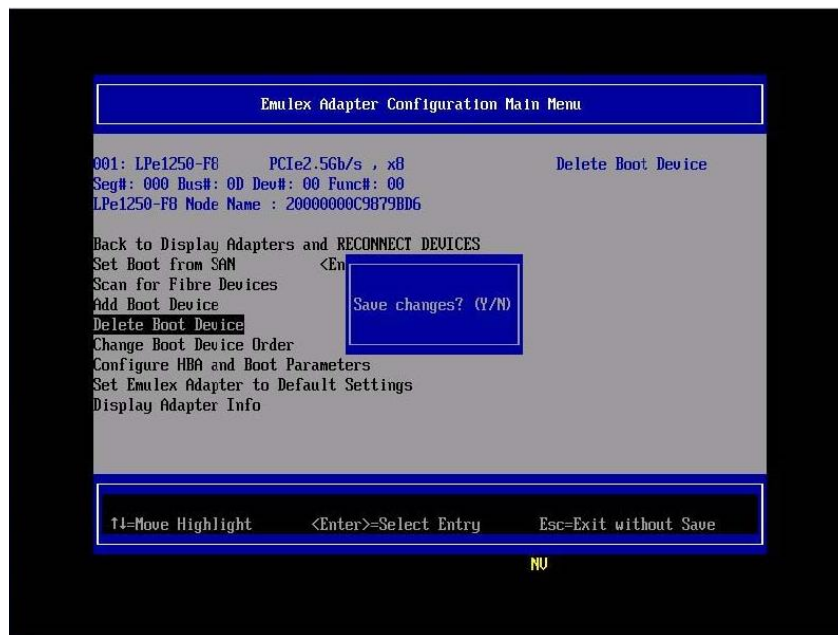 Emulex Adapter Configuration Main Menu
001: LPe1250-F8 PCIe2.5Gb/s , x8 Delete Boot Device
Seg#: 000 Bus#: 0D Dev#: 00 Func#: 00
LPe1250-F8 Node Name : 20000000C9879BD6
Back to Display Adapters and RECONNECT DEVICES
Set Boot from SAN <En
Scan for Fibre Devices
Add Boot Device
Save changes? (Y/N)
Delete Boot Device
Change Boot Device Order
Configure HBA and Boot Parameters
Set Emulex Adapter to Default Settings
Display Adapter Info
↑↓=Move Highlight <Enter>=Select Entry Esc=Exit without Save
NV